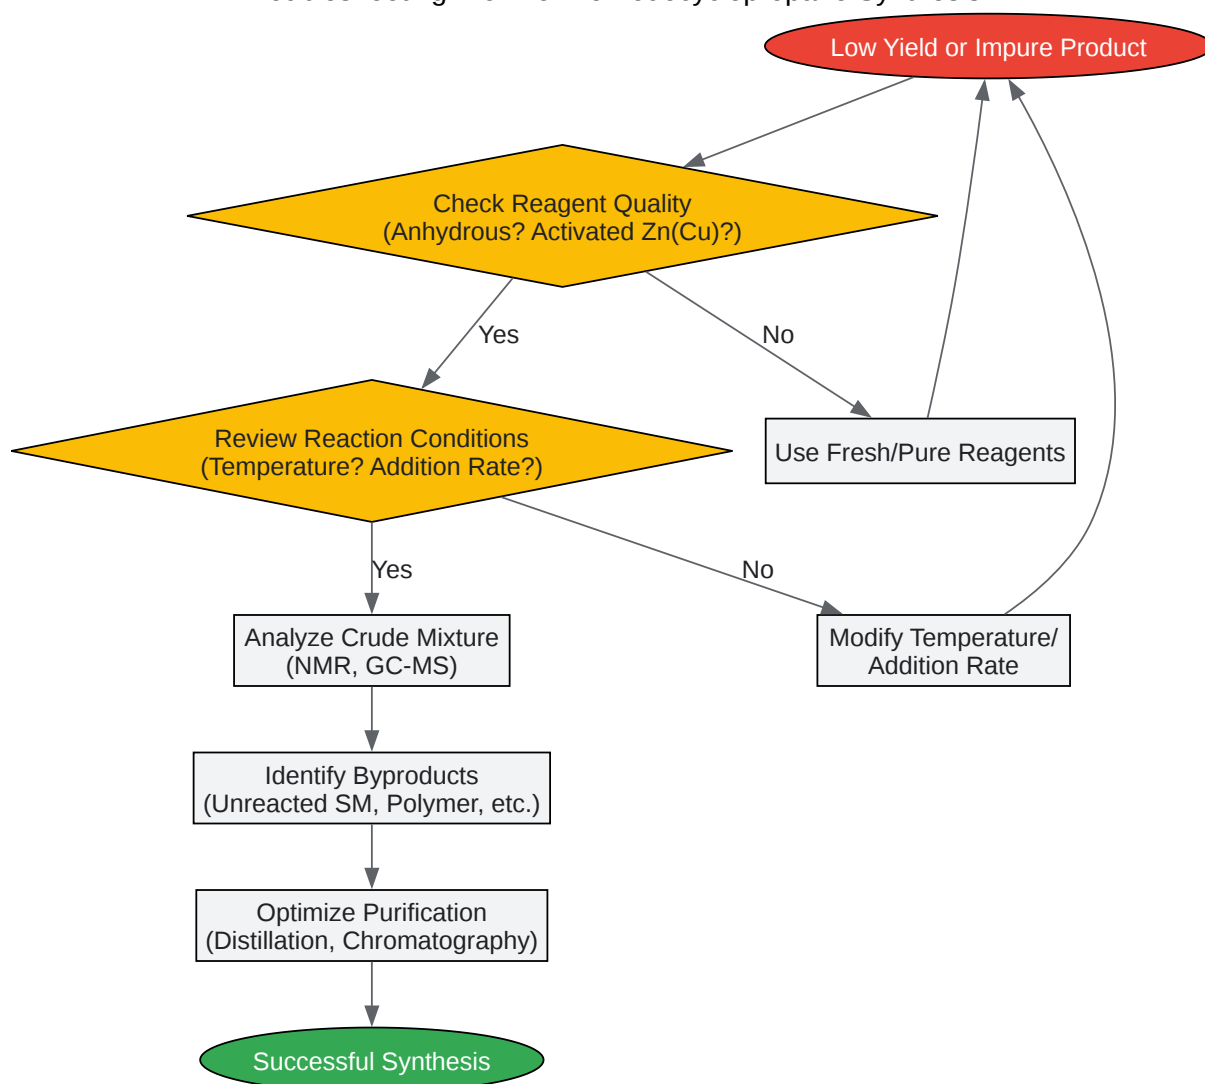 Low Yield or Impure Product
Check Reagent Quality
(Anhydrous? Activated Zn(Cu)?)
Yes
No
Review Reaction Conditions
(Temperature? Addition Rate?)
Use Fresh/Pure Reagents
Yes
No
Analyze Crude Mixture
(NMR, GC-MS)
Modify Temperature/
Addition Rate
Identify Byproducts
(Unreacted SM, Polymer, etc.)
Optimize Purification
(Distillation, Chromatography)
Successful Synthesis